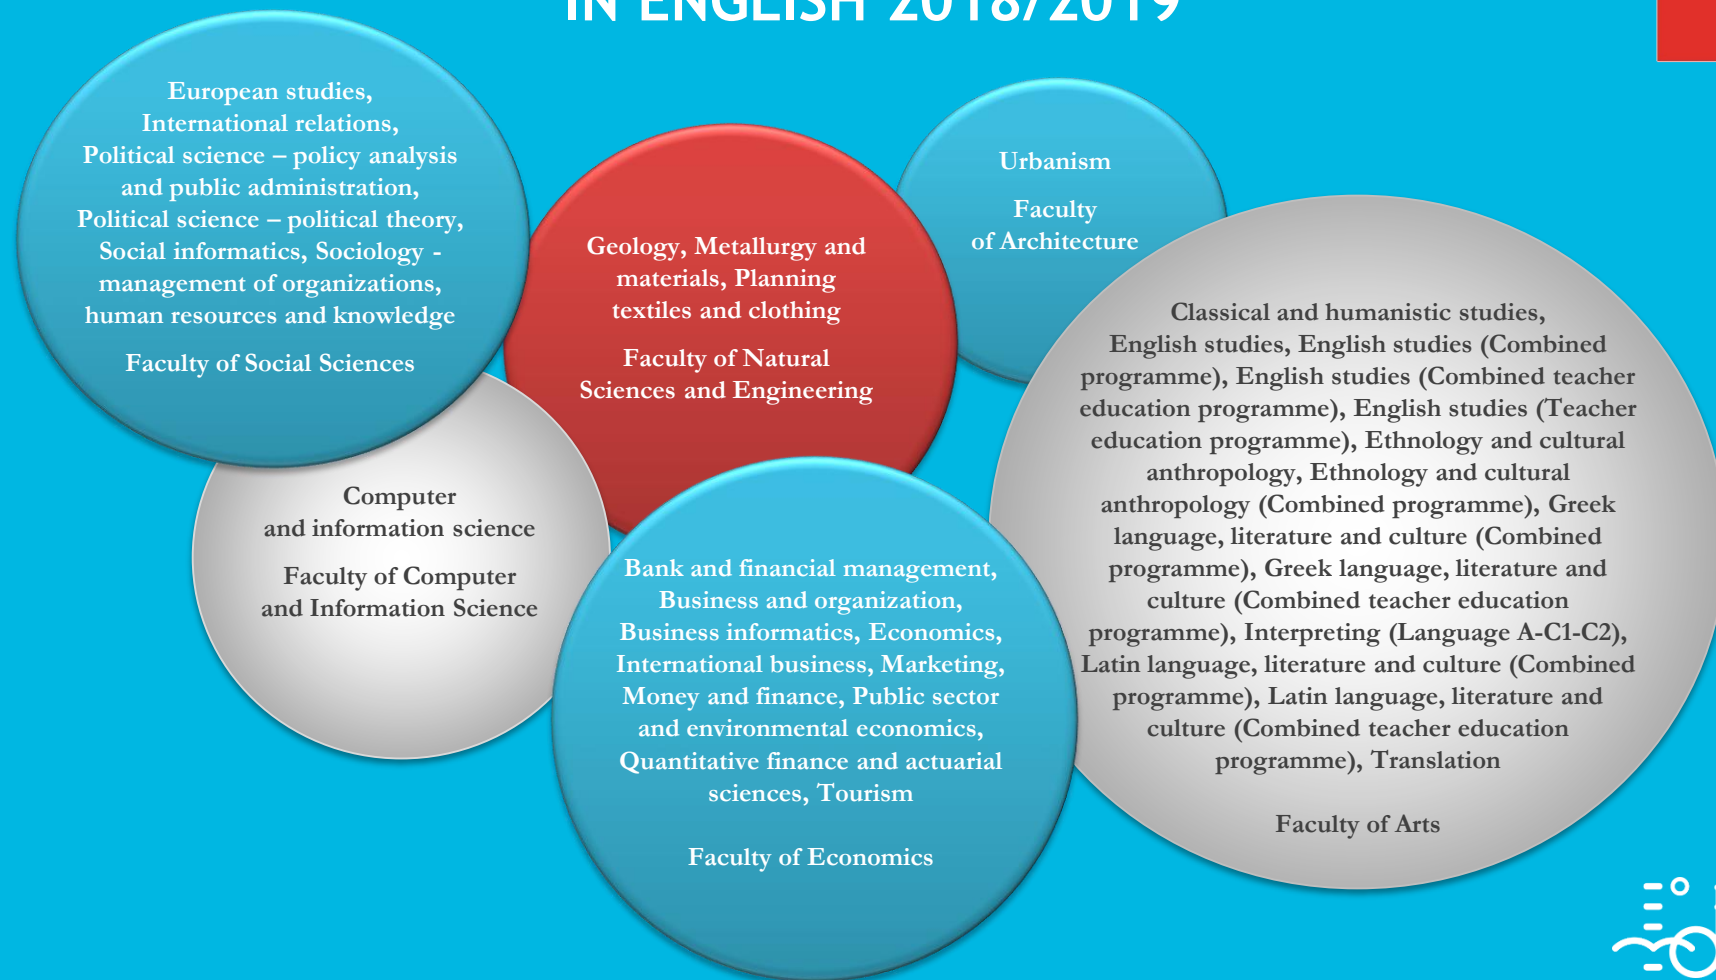 IN ENGLISH 2018/2019
European studies,
International relations,
Political science – policy analysis
and public administration,
Political science – political theory,
Social informatics, Sociology -
management of organizations,
human resources and knowledge
Faculty of Social Sciences
Geology, Metallurgy and
materials, Planning
textiles and clothing
Faculty of Natural
Sciences and Engineering
Urbanism
Faculty
of Architecture
Classical and humanistic studies,
English studies, English studies (Combined
programme), English studies (Combined teacher
education programme), English studies (Teacher
education programme), Ethnology and cultural
anthropology, Ethnology and cultural
anthropology (Combined programme), Greek
language, literature and culture (Combined
programme), Greek language, literature and
culture (Combined teacher education
programme), Interpreting (Language A-C1-C2),
Latin language, literature and culture (Combined
programme), Latin language, literature and
culture (Combined teacher education
programme), Translation
Faculty of Arts
Computer
and information science
Faculty of Computer
and Information Science
Bank and financial management,
Business and organization,
Business informatics, Economics,
International business, Marketing,
Money and finance, Public sector
and environmental economics,
Quantitative finance and actuarial
sciences, Tourism
Faculty of Economics